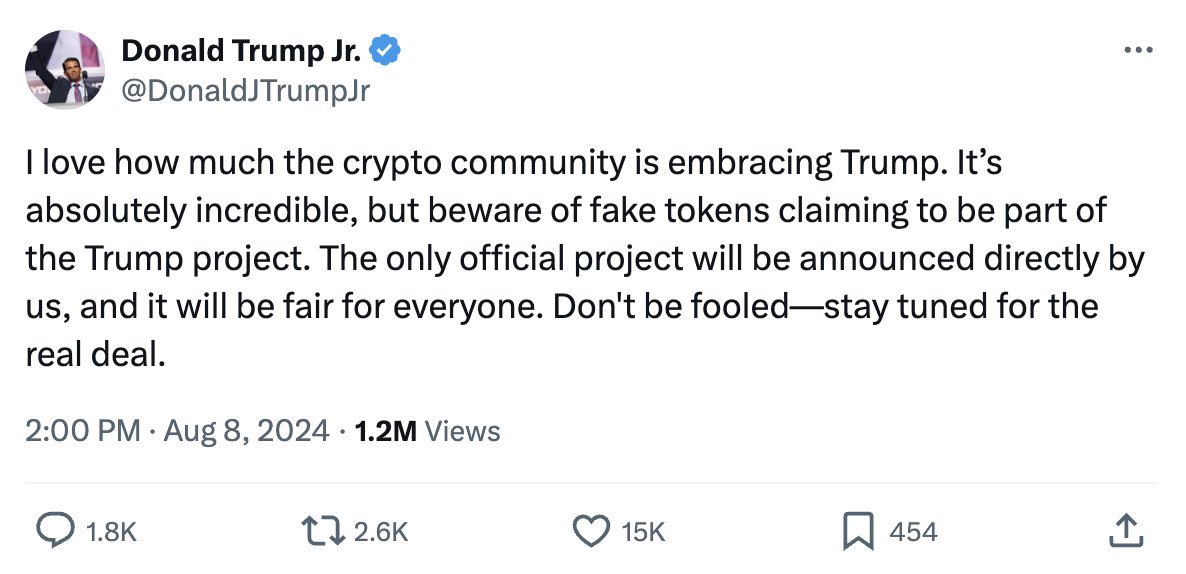 Donald Trump Jr.
@DonaldJTrumpJr
I love how much the crypto community is embracing Trump. It’s
absolutely incredible, but beware of fake tokens claiming to be part of
the Trump project. The only official project will be announced directly by
us, and it will be fair for everyone. Don't be fooled—stay tuned for the
real deal.
2:00 PM · Aug 8, 2024 · 1.2M Views
1.8K 2.6K 15K 454